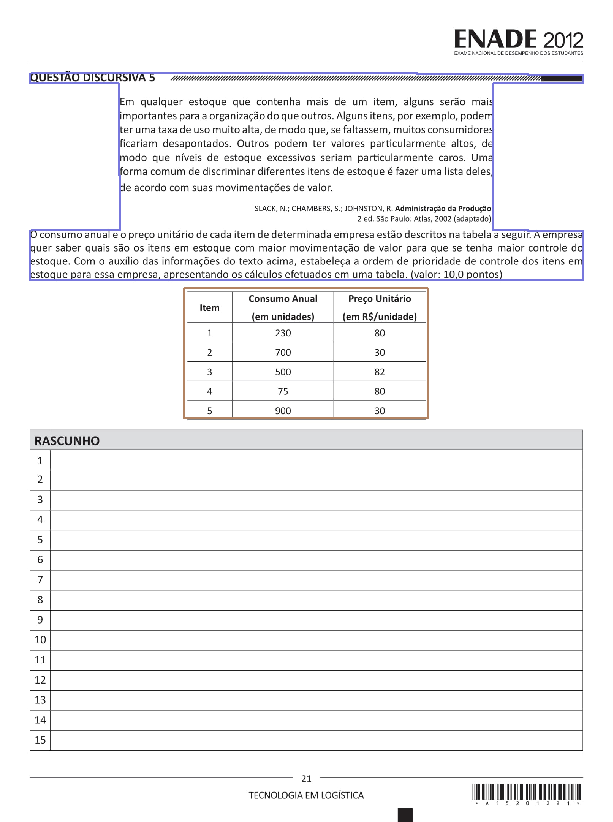 ENADE 2012
EXAME NACIONAL DE DESEMPENHO DOS ESTUDANTES
QUESTÃO DISCURSIVA 5
Em qualquer estoque que contenha mais de um item, alguns serão mais
importantes para a organização do que outros. Alguns itens, por exemplo, podem
ter uma taxa de uso muito alta, de modo que, se faltassem, muitos consumidores
ficariam desapontados. Outros podem ter valores particularmente altos, de
modo que níveis de estoque excessivos seriam particularmente caros. Uma
forma comum de discriminar diferentes itens de estoque é fazer uma lista deles,
de acordo com suas movimentações de valor.
SLACK, N.; CHAMBERS, S.; JOHNSTON, R. Administração da Produção.
2 ed. São Paulo: Atlas, 2002 (adaptado).
O consumo anual e o preço unitário de cada item de determinada empresa estão descritos na tabela a seguir. A empresa
quer saber quais são os itens em estoque com maior movimentação de valor para que se tenha maior controle do
estoque. Com o auxílio das informações do texto acima, estabeleça a ordem de prioridade de controle dos itens em
estoque para essa empresa, apresentando os cálculos efetuados em uma tabela. (valor: 10,0 pontos)
Item Consumo Anual (em unidades) Preço Unitário (em R$/unidade)
1 230 80
2 700 30
3 500 82
4 75 80
5 900 30
RASCUNHO
1
2
3
4
5
6
7
8
9
10
11
12
13
14
15
21
TECNOLOGIA EM LOGÍSTICA